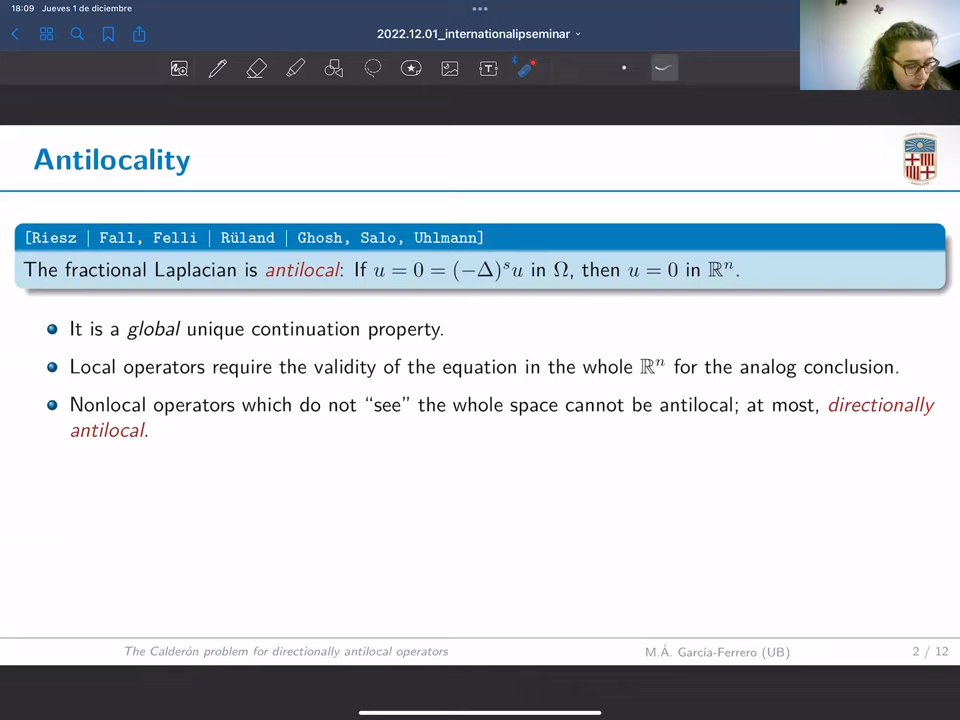 18:09 Jueves 1 de diciembre
2022.12.01_internationalipseminar
Antilocality
[Riesz | Fall, Felli | Rüland | Ghosh, Salo, Uhlmann]
The fractional Laplacian is antilocal: If u = 0 = (−Δ)ˢu in Ω, then u = 0 in ℝⁿ.
It is a global unique continuation property.
Local operators require the validity of the equation in the whole ℝⁿ for the analog conclusion.
Nonlocal operators which do not “see” the whole space cannot be antilocal; at most, directionally
antilocal.
The Calderón problem for directionally antilocal operators
M.Á. García-Ferrero (UB)
2 / 12